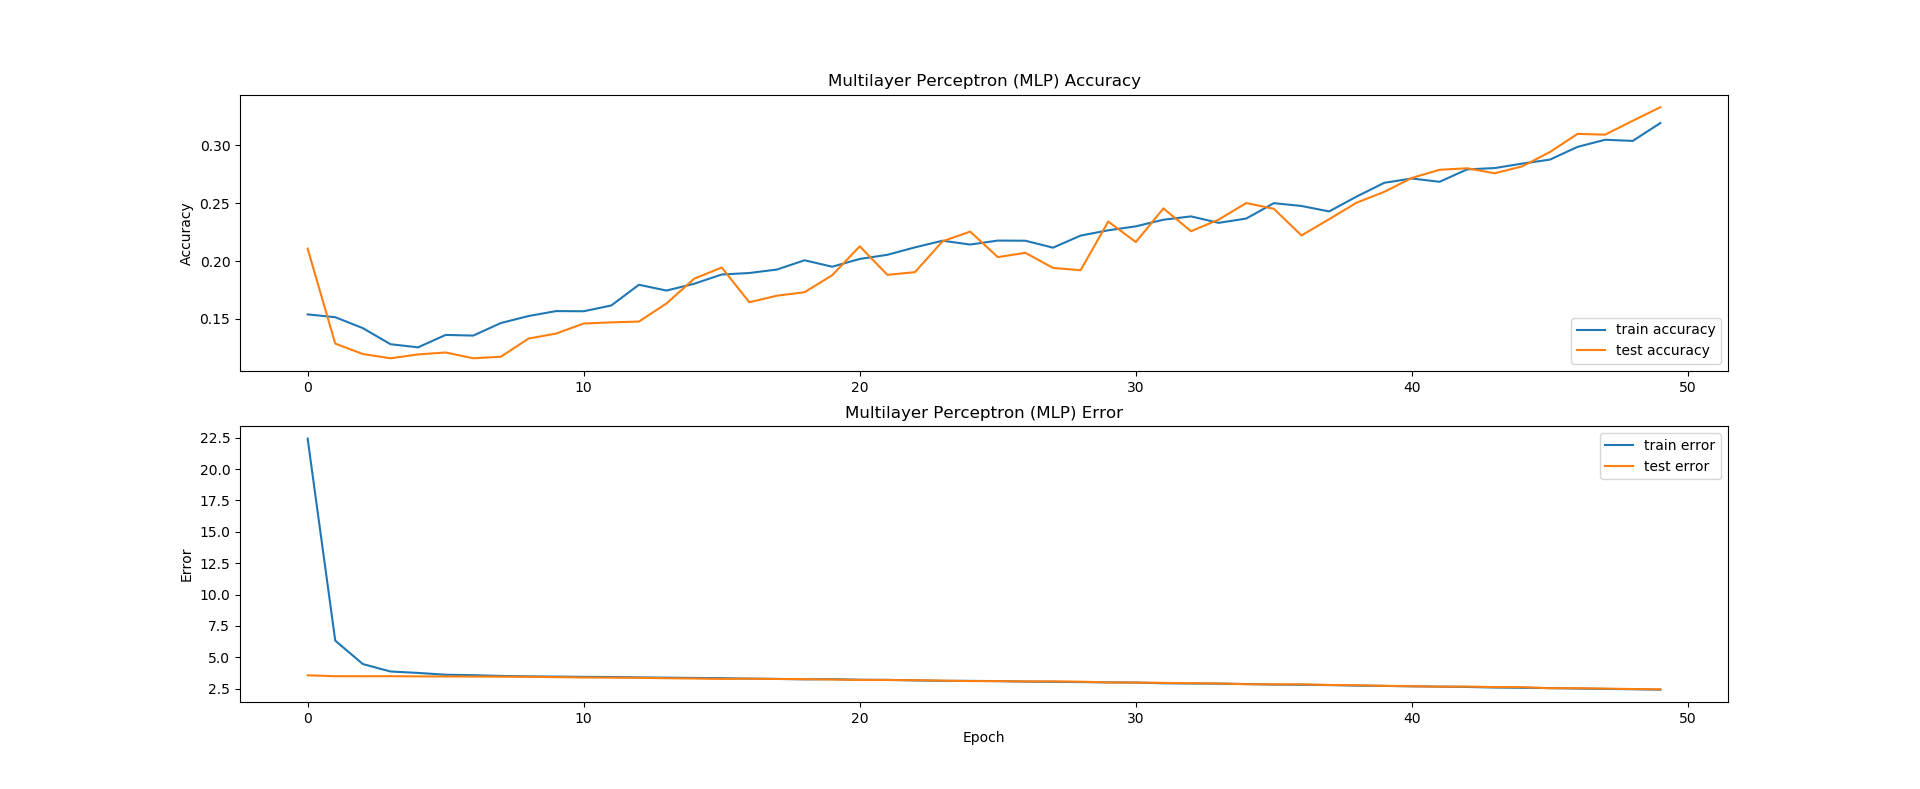 Multilayer Perceptron (MLP) Accuracy
0.30
0.25
0.20
0.15
Accuracy
train accuracy
test accuracy
0 10 20 30 40 50
Multilayer Perceptron (MLP) Error
22.5
20.0
17.5
15.0
12.5
10.0
7.5
5.0
2.5
Error
train error
test error
0 10 20 30 40 50
Epoch